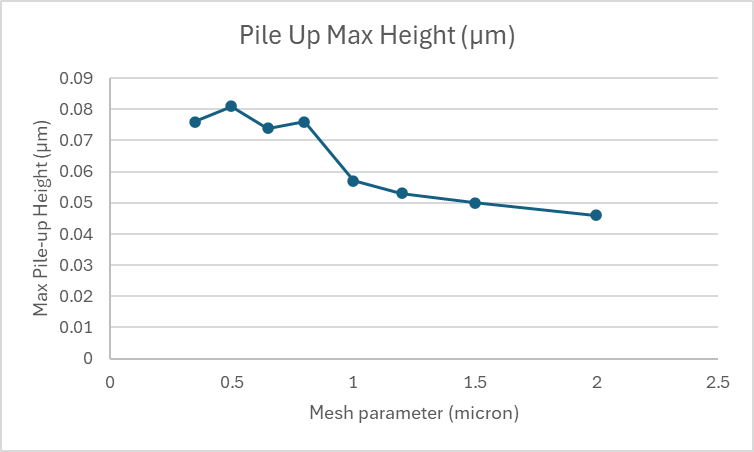 Pile Up Max Height (µm)
Max Pile-up Height (µm)
0.09
0.08
0.07
0.06
0.05
0.04
0.03
0.02
0.01
0
0 0.5 1 1.5 2 2.5
Mesh parameter (micron)